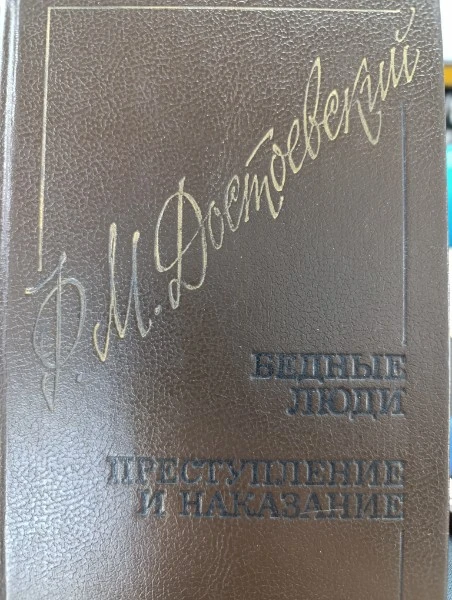 Ф. М. Достоевский
БЕДНЫЕ
ЛЮДИ
ПРЕСТУПЛЕНИЕ
И НАКАЗАНИЕ